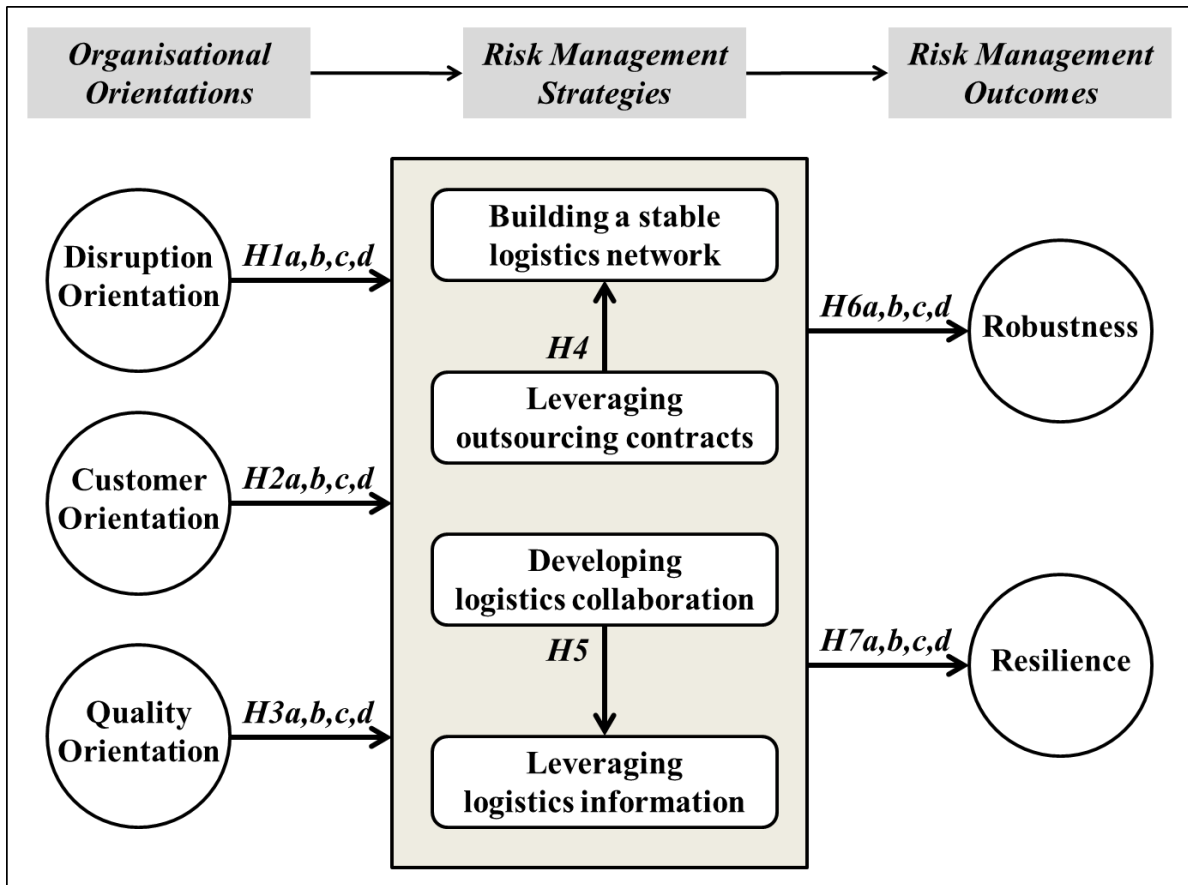 Organisational
Orientations
Risk Management
Strategies
Risk Management
Outcomes
Disruption
Orientation
H1a,b,c,d
Customer
Orientation
H2a,b,c,d
Quality
Orientation
H3a,b,c,d
Building a stable
logistics network
H4
Leveraging
outsourcing contracts
Developing
logistics collaboration
H5
Leveraging
logistics information
H6a,b,c,d
Robustness
H7a,b,c,d
Resilience